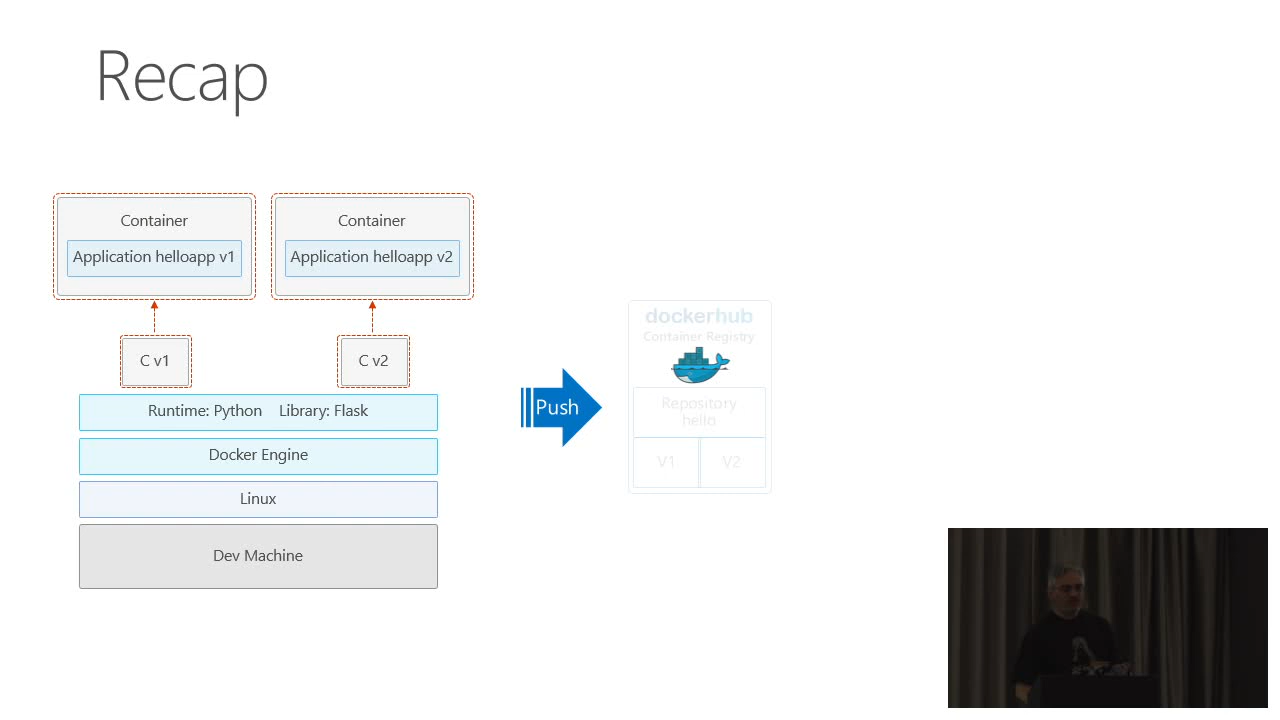 Recap
Container
Application helloapp v1
Container
Application helloapp v2
C v1
C v2
Runtime: Python Library: Flask
Docker Engine
Linux
Dev Machine
Push
dockerhub
Container Registry
Repository
hello
V1
V2